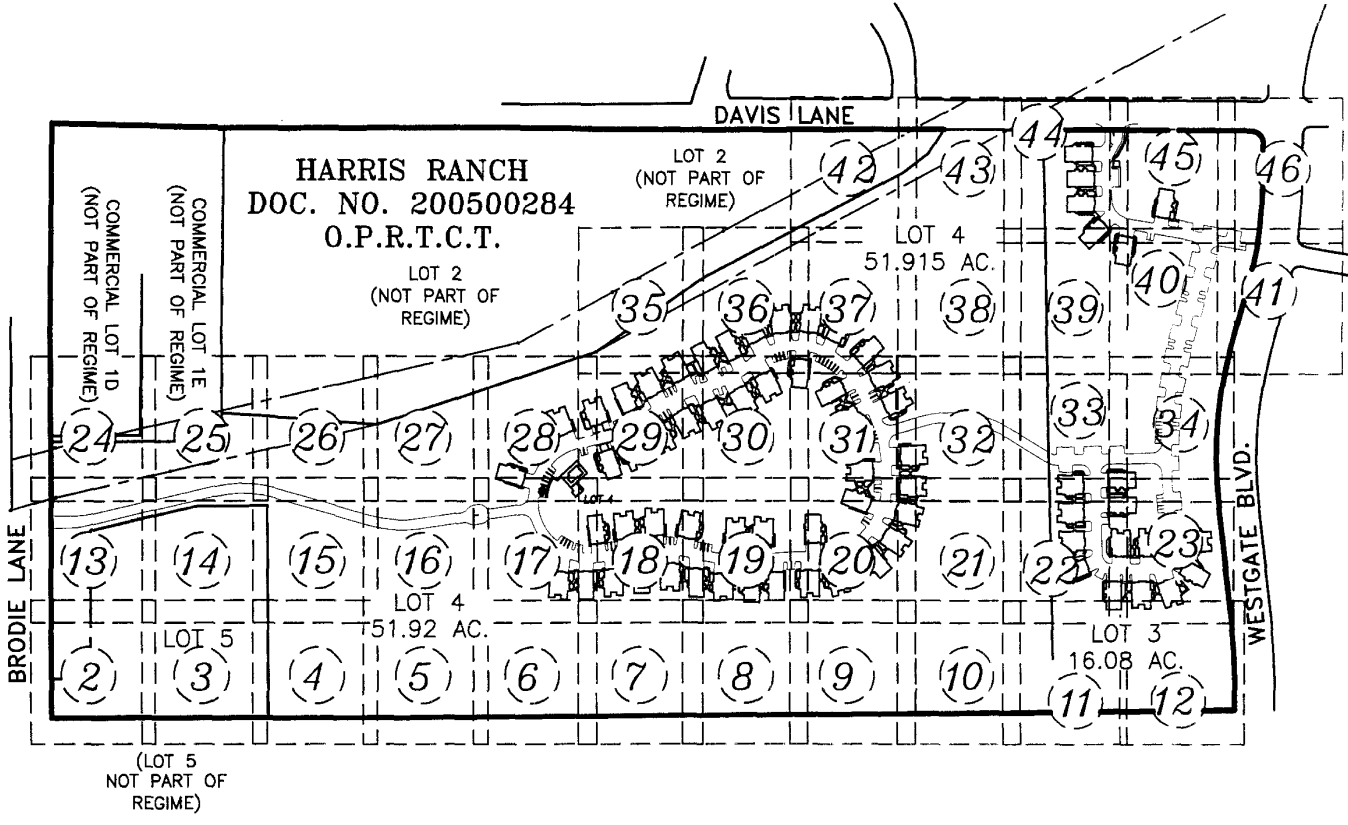 DAVIS LANE
HARRIS RANCH
DOC. NO. 200500284
O.P.R.T.C.T.
LOT 2
(NOT PART OF
REGIME)
42
43
44
45
46
COMMERCIAL LOT 1D
(NOT PART OF REGIME)
COMMERCIAL LOT 1E
(NOT PART OF REGIME)
LOT 4
51.915 AC.
LOT 2
(NOT PART OF
REGIME)
35
36
37
38
39
40
41
24
25
26
27
28
29
30
31
32
33
34
LOT 4
BRODIE LANE
WESTGATE BLVD.
13
14
15
16
17
18
19
20
21
22
23
LOT 4
51.92 AC.
LOT 5
LOT 3
16.08 AC.
2
3
4
5
6
7
8
9
10
11
12
(LOT 5
NOT PART OF
REGIME)